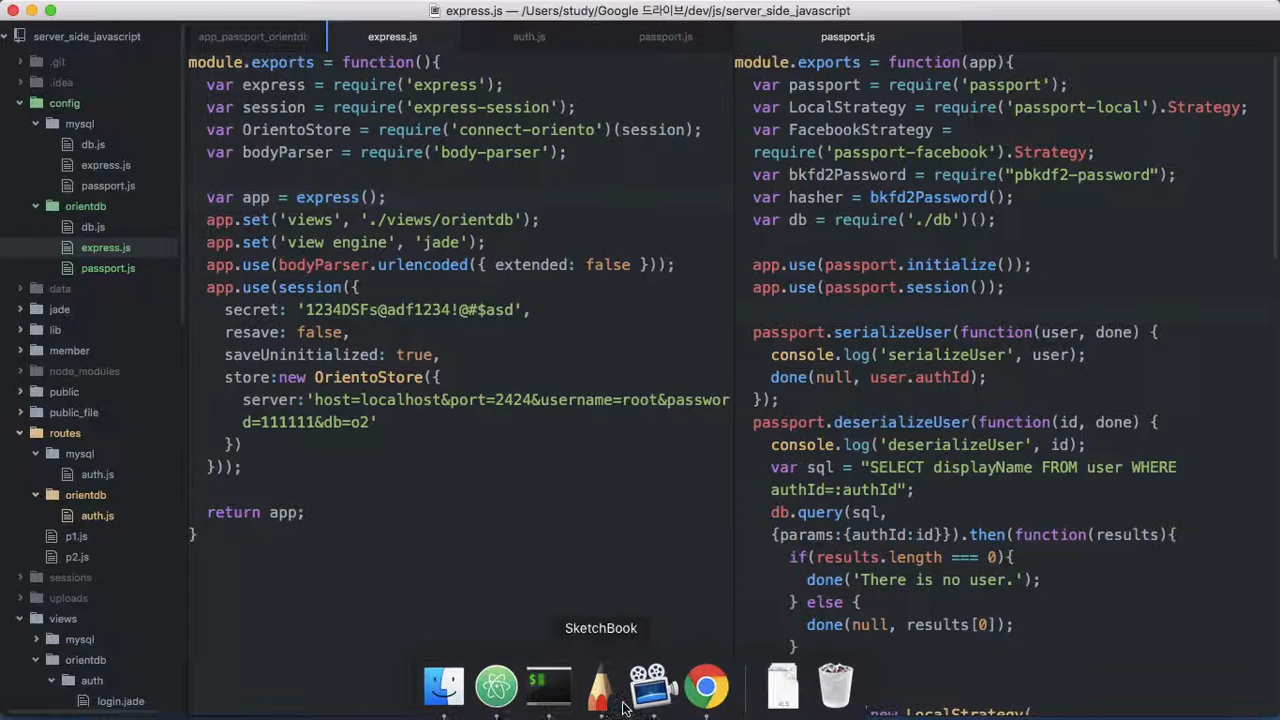 express.js — /Users/study/Google 드라이브/dev/js/server_side_javascript
server_side_javascript
.git
.idea
config
mysql
db.js
express.js
passport.js
orientdb
db.js
express.js
passport.js
data
jade
lib
member
node_modules
public
public_file
routes
mysql
auth.js
orientdb
auth.js
p1.js
p2.js
sessions
uploads
views
mysql
orientdb
auth
login.jade
app_passport_orientdb
express.js
auth.js
passport.js
module.exports = function(){
var express = require('express');
var session = require('express-session');
var OrientoStore = require('connect-oriento')(session);
var bodyParser = require('body-parser');
var app = express();
app.set('views', './views/orientdb');
app.set('view engine', 'jade');
app.use(bodyParser.urlencoded({ extended: false }));
app.use(session({
secret: '1234DSFs@adf1234!@#$asd',
resave: false,
saveUninitialized: true,
store:new OrientoStore({
server:'host=localhost&port=2424&username=root&passwor
d=111111&db=o2'
})
}));
return app;
}
passport.js
module.exports = function(app){
var passport = require('passport');
var LocalStrategy = require('passport-local').Strategy;
var FacebookStrategy =
require('passport-facebook').Strategy;
var bkfd2Password = require("pbkdf2-password");
var hasher = bkfd2Password();
var db = require('./db')();
app.use(passport.initialize());
app.use(passport.session());
passport.serializeUser(function(user, done) {
console.log('serializeUser', user);
done(null, user.authId);
});
passport.deserializeUser(function(id, done) {
console.log('deserializeUser', id);
var sql = "SELECT displayName FROM user WHERE
authId=:authId";
db.query(sql,
{params:{authId:id}}).then(function(results){
if(results.length === 0){
done('There is no user.');
} else {
done(null, results[0]);
}
new LocalStrategy(
SketchBook
$
XLS